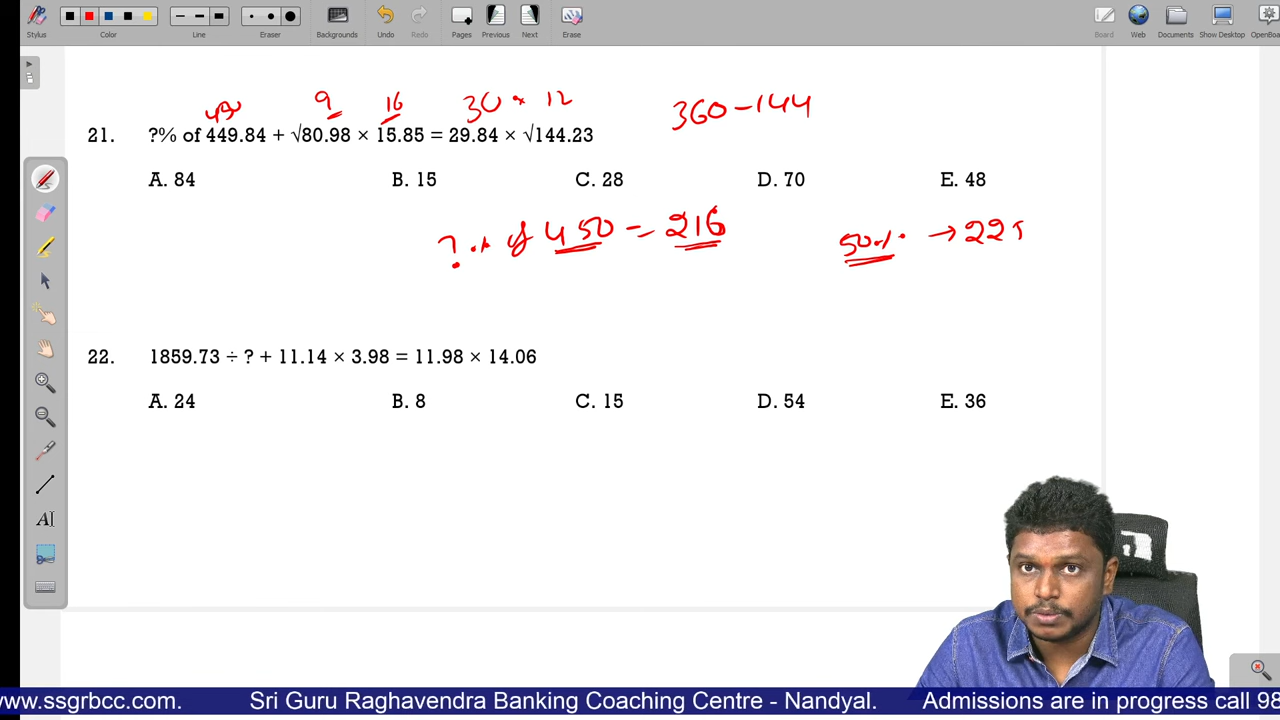 Stylus Color Line Eraser Backgrounds Undo Redo Pages Previous Next Erase Board Web Documents Show Desktop OpenBoa
450 9 16 30 × 12 360-144
21. ?% of 449.84 + √80.98 × 15.85 = 29.84 × √144.23
A. 84 B. 15 C. 28 D. 70 E. 48
?% of 450 = 216 50% → 225
22. 1859.73 ÷ ? + 11.14 × 3.98 = 11.98 × 14.06
A. 24 B. 8 C. 15 D. 54 E. 36
www.ssgrbcc.com. Sri Guru Raghavendra Banking Coaching Centre - Nandyal. Admissions are in progress call 98